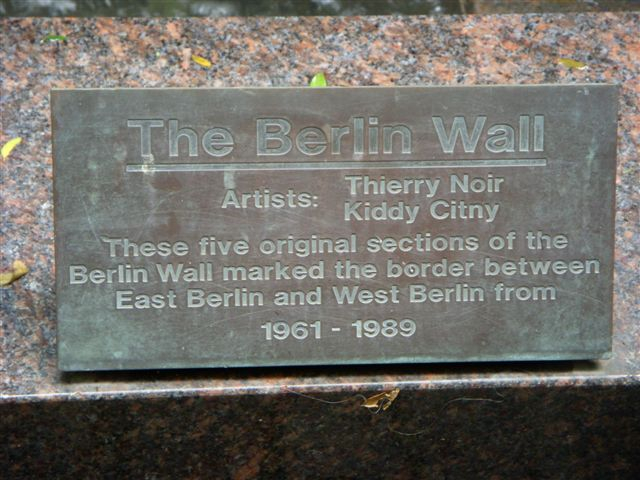 The Berlin Wall
Artists: Thierry Noir
Kiddy Citny
These five original sections of the
Berlin Wall marked the border between
East Berlin and West Berlin from
1961 - 1989